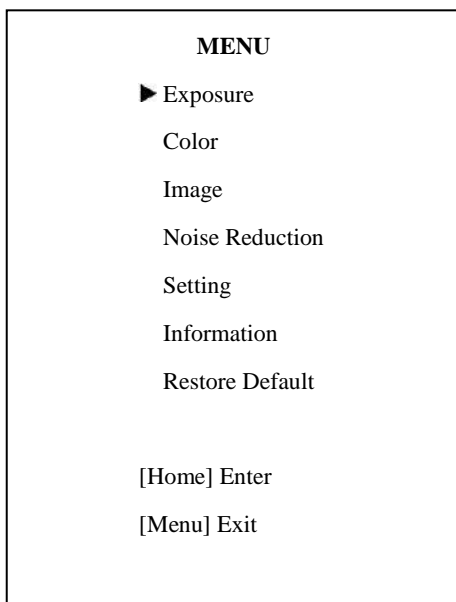 MENU
Exposure
Color
Image
Noise Reduction
Setting
Information
Restore Default
[Home] Enter
[Menu] Exit